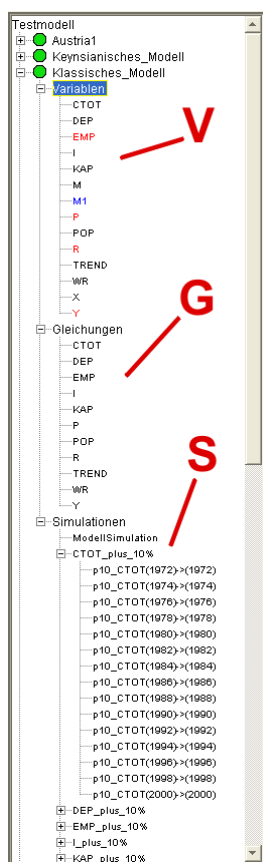 Testmodell
Austria1
Keynsianisches_Modell
Klassisches_Modell
Variablen
CTOT
DEP
EMP
I
KAP
M
M1
P
POP
R
TREND
WR
X
Y
V
Gleichungen
CTOT
DEP
EMP
I
KAP
P
POP
R
TREND
WR
Y
G
Simulationen
ModellSimulation
CTOT_plus_10%
p10_CTOT(1972)->(1972)
p10_CTOT(1974)->(1974)
p10_CTOT(1976)->(1976)
p10_CTOT(1978)->(1978)
p10_CTOT(1980)->(1980)
p10_CTOT(1982)->(1982)
p10_CTOT(1984)->(1984)
p10_CTOT(1986)->(1986)
p10_CTOT(1988)->(1988)
p10_CTOT(1990)->(1990)
p10_CTOT(1992)->(1992)
p10_CTOT(1994)->(1994)
p10_CTOT(1996)->(1996)
p10_CTOT(1998)->(1998)
p10_CTOT(2000)->(2000)
S
DEP_plus_10%
EMP_plus_10%
I_plus_10%
KAP_plus_10%